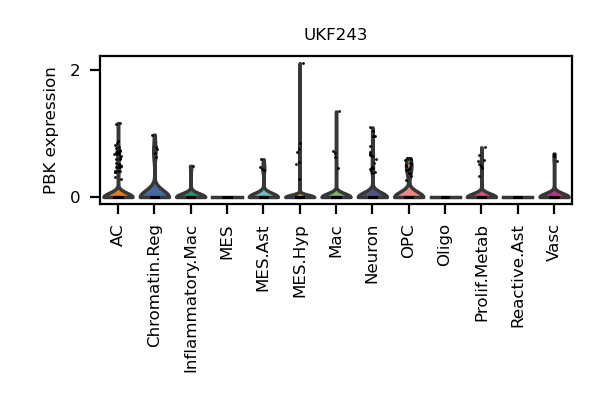 UKF243
PBK expression
2
0
AC
Chromatin.Reg
Inflammatory.Mac
MES
MES.Ast
MES.Hyp
Mac
Neuron
OPC
Oligo
Prolif.Metab
Reactive.Ast
Vasc